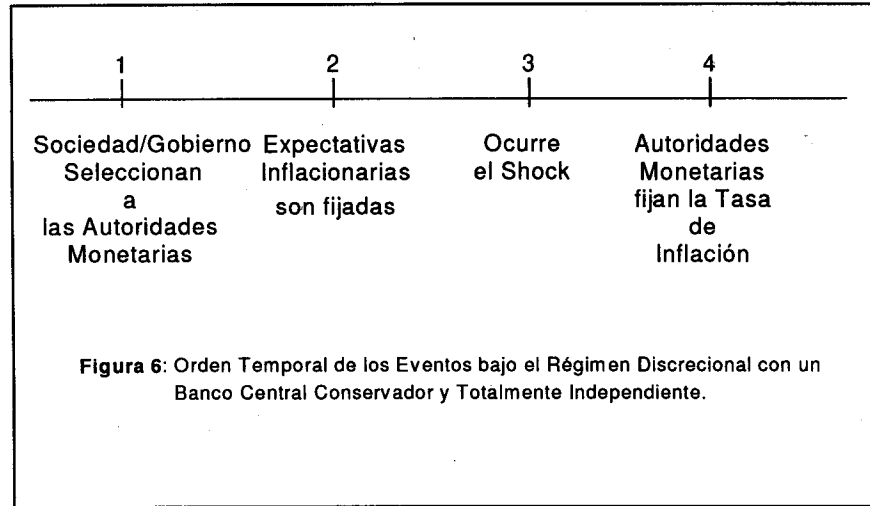 1 2 3 4
Sociedad/Gobierno
Seleccionan
a
las Autoridades
Monetarias
Expectativas
Inflacionarias
son fijadas
Ocurre
el Shock
Autoridades
Monetarias
fijan la Tasa
de
Inflación
Figura 6: Orden Temporal de los Eventos bajo el Régimen Discrecional con un
Banco Central Conservador y Totalmente Independiente.